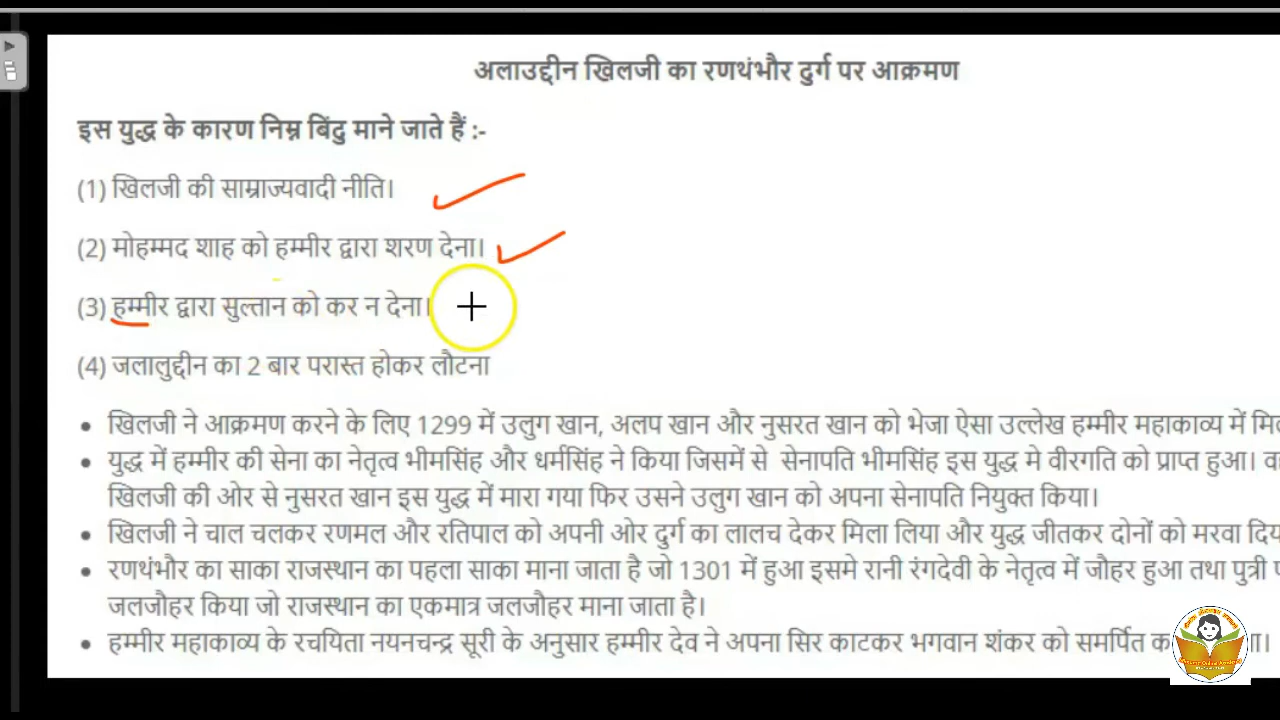 अलाउद्दीन खिलजी का रणथंभौर दुर्ग पर आक्रमण
इस युद्ध के कारण निम्न बिंदु माने जाते हैं :-
(1) खिलजी की साम्राज्यवादी नीति।
(2) मोहम्मद शाह को हम्मीर द्वारा शरण देना।
(3) हम्मीर द्वारा सुल्तान को कर न देना।
(4) जलालुद्दीन का 2 बार परास्त होकर लौटना
• खिलजी ने आक्रमण करने के लिए 1299 में उलुग खान, अलप खान और नुसरत खान को भेजा ऐसा उल्लेख हम्मीर महाकाव्य में
• युद्ध में हम्मीर की सेना का नेतृत्व भीमसिंह और धर्मसिंह ने किया जिसमें से सेनापति भीमसिंह इस युद्ध मे वीरगति को प्राप्त हुआ।
खिलजी की ओर से नुसरत खान इस युद्ध में मारा गया फिर उसने उलुग खान को अपना सेनापति नियुक्त किया।
• खिलजी ने चाल चलकर रणमल और रतिपाल को अपनी ओर दुर्ग का लालच देकर मिला लिया और युद्ध जीतकर दोनों को मरवा
• रणथंभौर का साका राजस्थान का पहला साका माना जाता है जो 1301 में हुआ इसमे रानी रंगदेवी के नेतृत्व में जौहर हुआ तथा पुत्री
जलजौहर किया जो राजस्थान का एकमात्र जलजौहर माना जाता है।
• हम्मीर महाकाव्य के रचयिता नयनचन्द्र सूरी के अनुसार हम्मीर देव ने अपना सिर काटकर भगवान शंकर को समर्पित